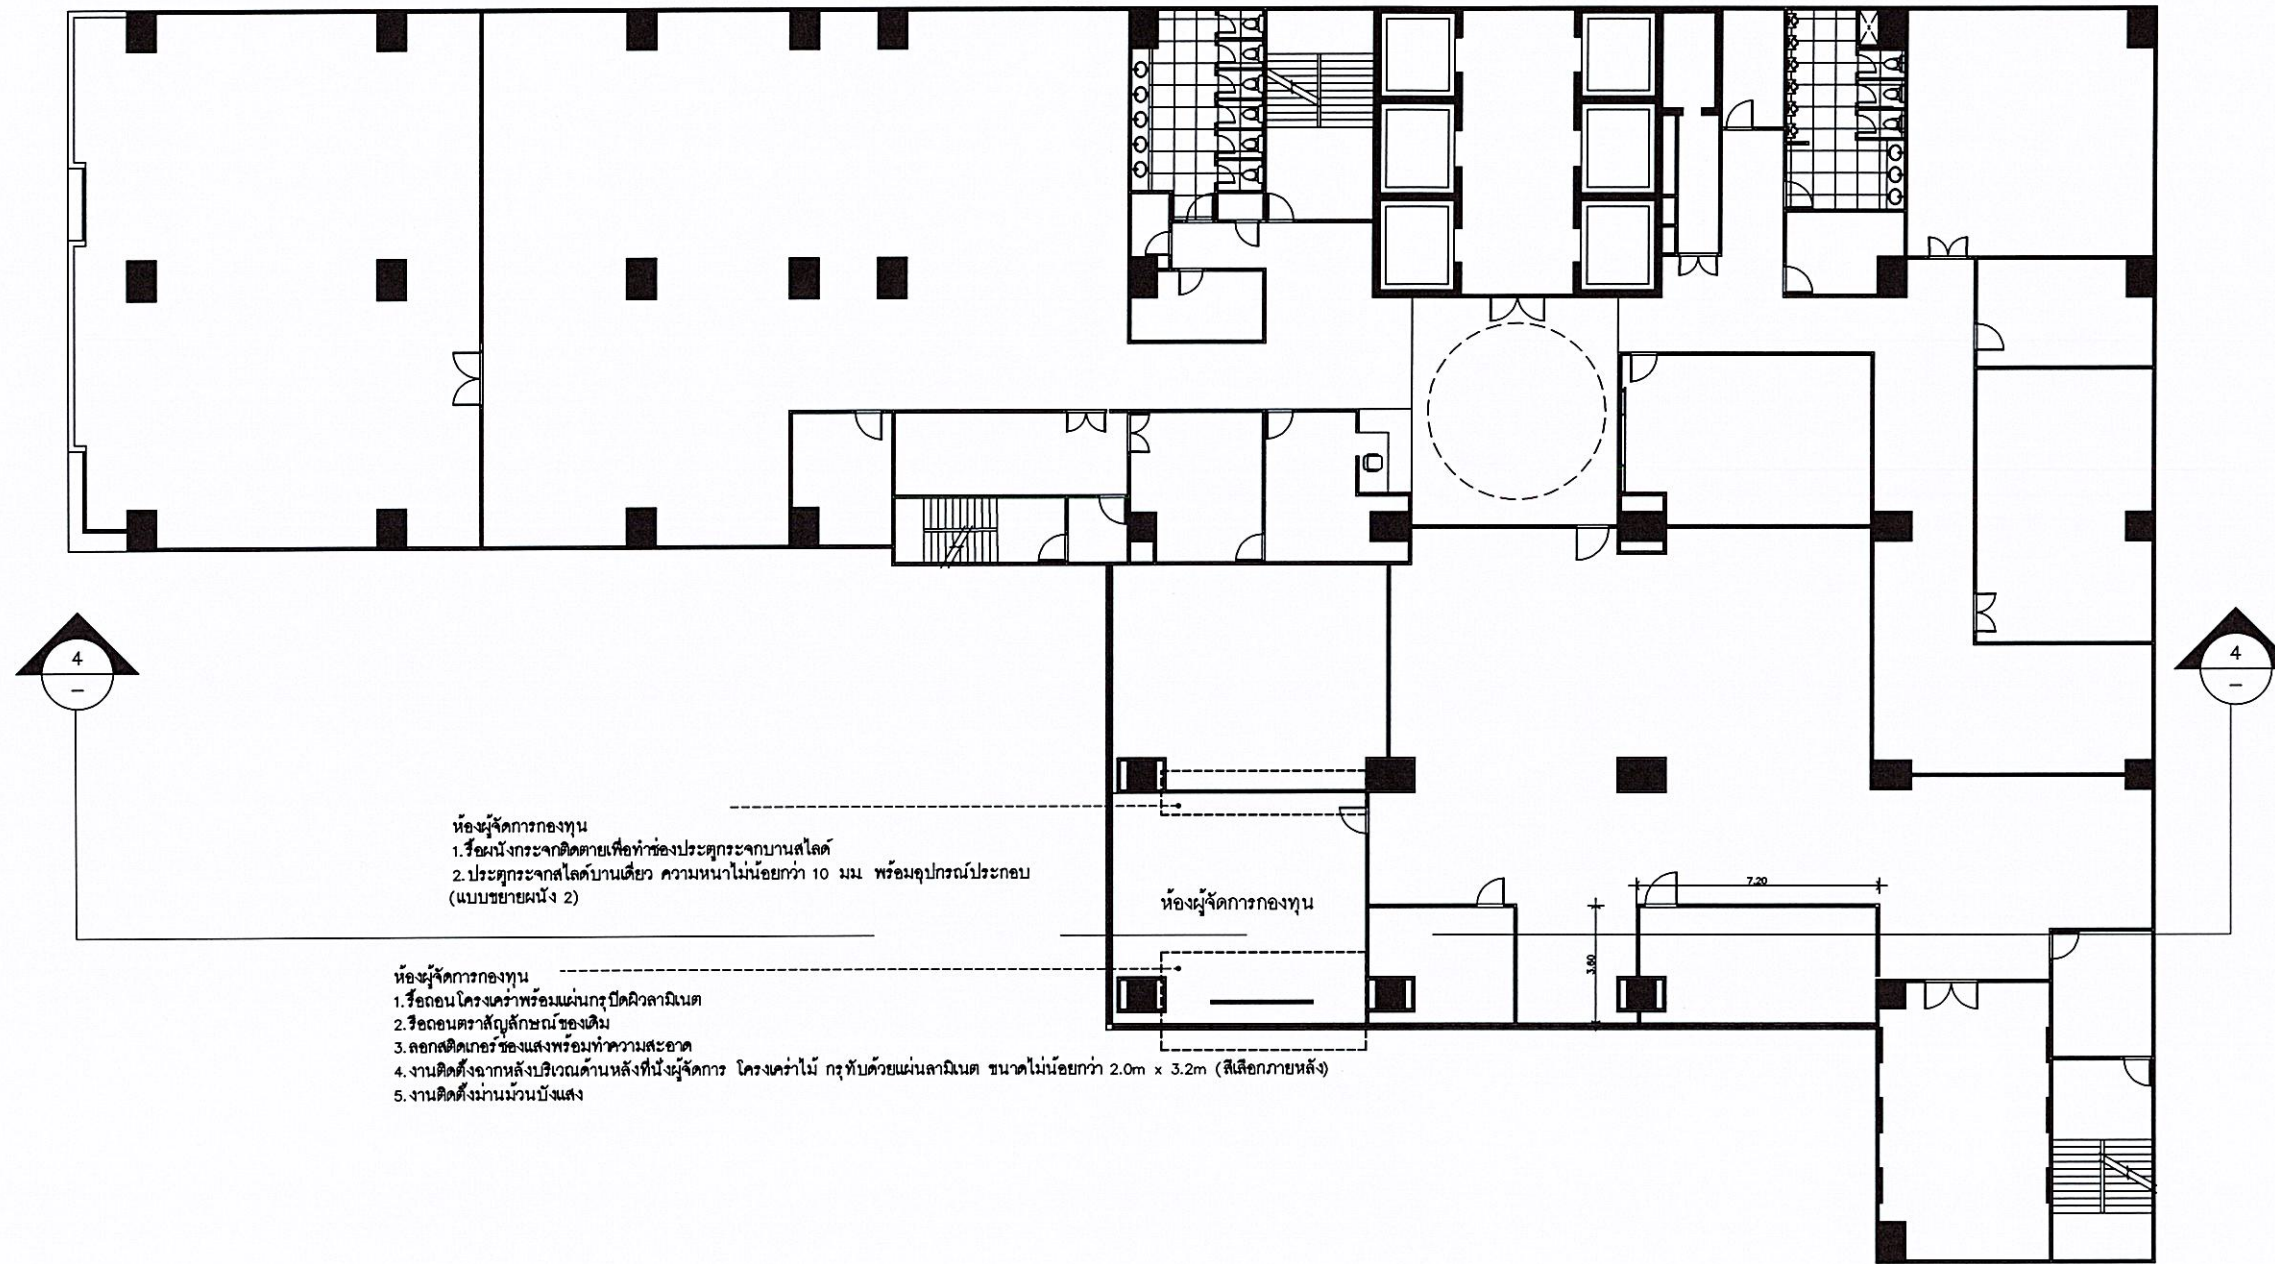 4
–
4
–
ห้องผู้จัดการกองทุน
1.รื้อผนังกระจกติดตายเพื่อทำช่องประตูกระจกบานสไลด์
2.ประตูกระจกสไลด์บานเดี่ยว ความหนาไม่น้อยกว่า 10 มม. พร้อมอุปกรณ์ประกอบ
(แบบขยายผนัง 2)
ห้องผู้จัดการกองทุน
7.20
3.60
ห้องผู้จัดการกองทุน
1.รื้อถอนโครงเคร่าพร้อมแผ่นกรุปิดผิวลามิเนต
2.รือถอนตราสัญลักษณ์ของเดิม
3.ลอกสติดเกอร์ช่องแสงพร้อมทำความสะอาด
4.งานติดตั้งฉากหลังบริเวณด้านหลังที่นั่งผู้จัดการ โครงเคร่าไม้ กรุทับด้วยแผ่นลามิเนต ขนาดไม่น้อยกว่า 2.0m x 3.2m (สีเลือกภายหลัง)
5.งานติดตั้งม่านม้วนบังแสง